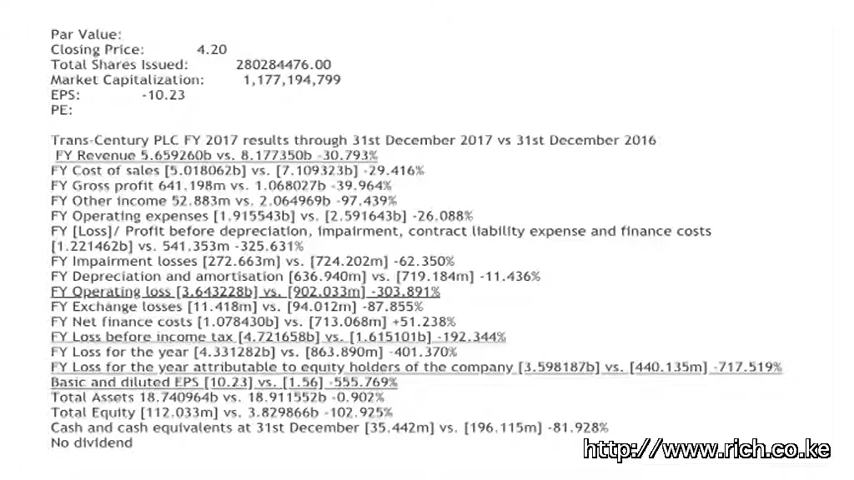 Par Value:
Closing Price: 4.20
Total Shares Issued: 280284476.00
Market Capitalization: 1,177,194,799
EPS: -10.23
PE:
Trans-Century PLC FY 2017 results through 31st December 2017 vs 31st December 2016
FY Revenue 5.659260b vs. 8.177350b -30.793%
FY Cost of sales [5.018062b] vs. [7.109323b] -29.416%
FY Gross profit 641.198m vs. 1.068027b -39.964%
FY Other income 52.883m vs. 2.064969b -97.439%
FY Operating expenses [1.915543b] vs. [2.591643b] -26.088%
FY [Loss]/ Profit before depreciation, impairment, contract liability expense and finance costs
[1.221462b] vs. 541.353m -325.631%
FY Impairment losses [272.663m] vs. [724.202m] -62.350%
FY Depreciation and amortisation [636.940m] vs. [719.184m] -11.436%
FY Operating loss [3.643228b] vs. [902.033m] -303.891%
FY Exchange losses [11.418m] vs. [94.012m] -87.855%
FY Net finance costs [1.078430b] vs. [713.068m] +51.238%
FY Loss before income tax [4.721658b] vs. [1.615101b] -192.344%
FY Loss for the year [4.331282b] vs. [863.890m] -401.370%
FY Loss for the year attributable to equity holders of the company [3.598187b] vs. [440.135m] -717.519%
Basic and diluted EPS [10.23] vs. [1.56] -555.769%
Total Assets 18.740964b vs. 18.911552b -0.902%
Total Equity [112.033m] vs. 3.829866b -102.925%
Cash and cash equivalents at 31st December [35.442m] vs. [196.115m] -81.928%
No dividend
http://www.rich.co.ke